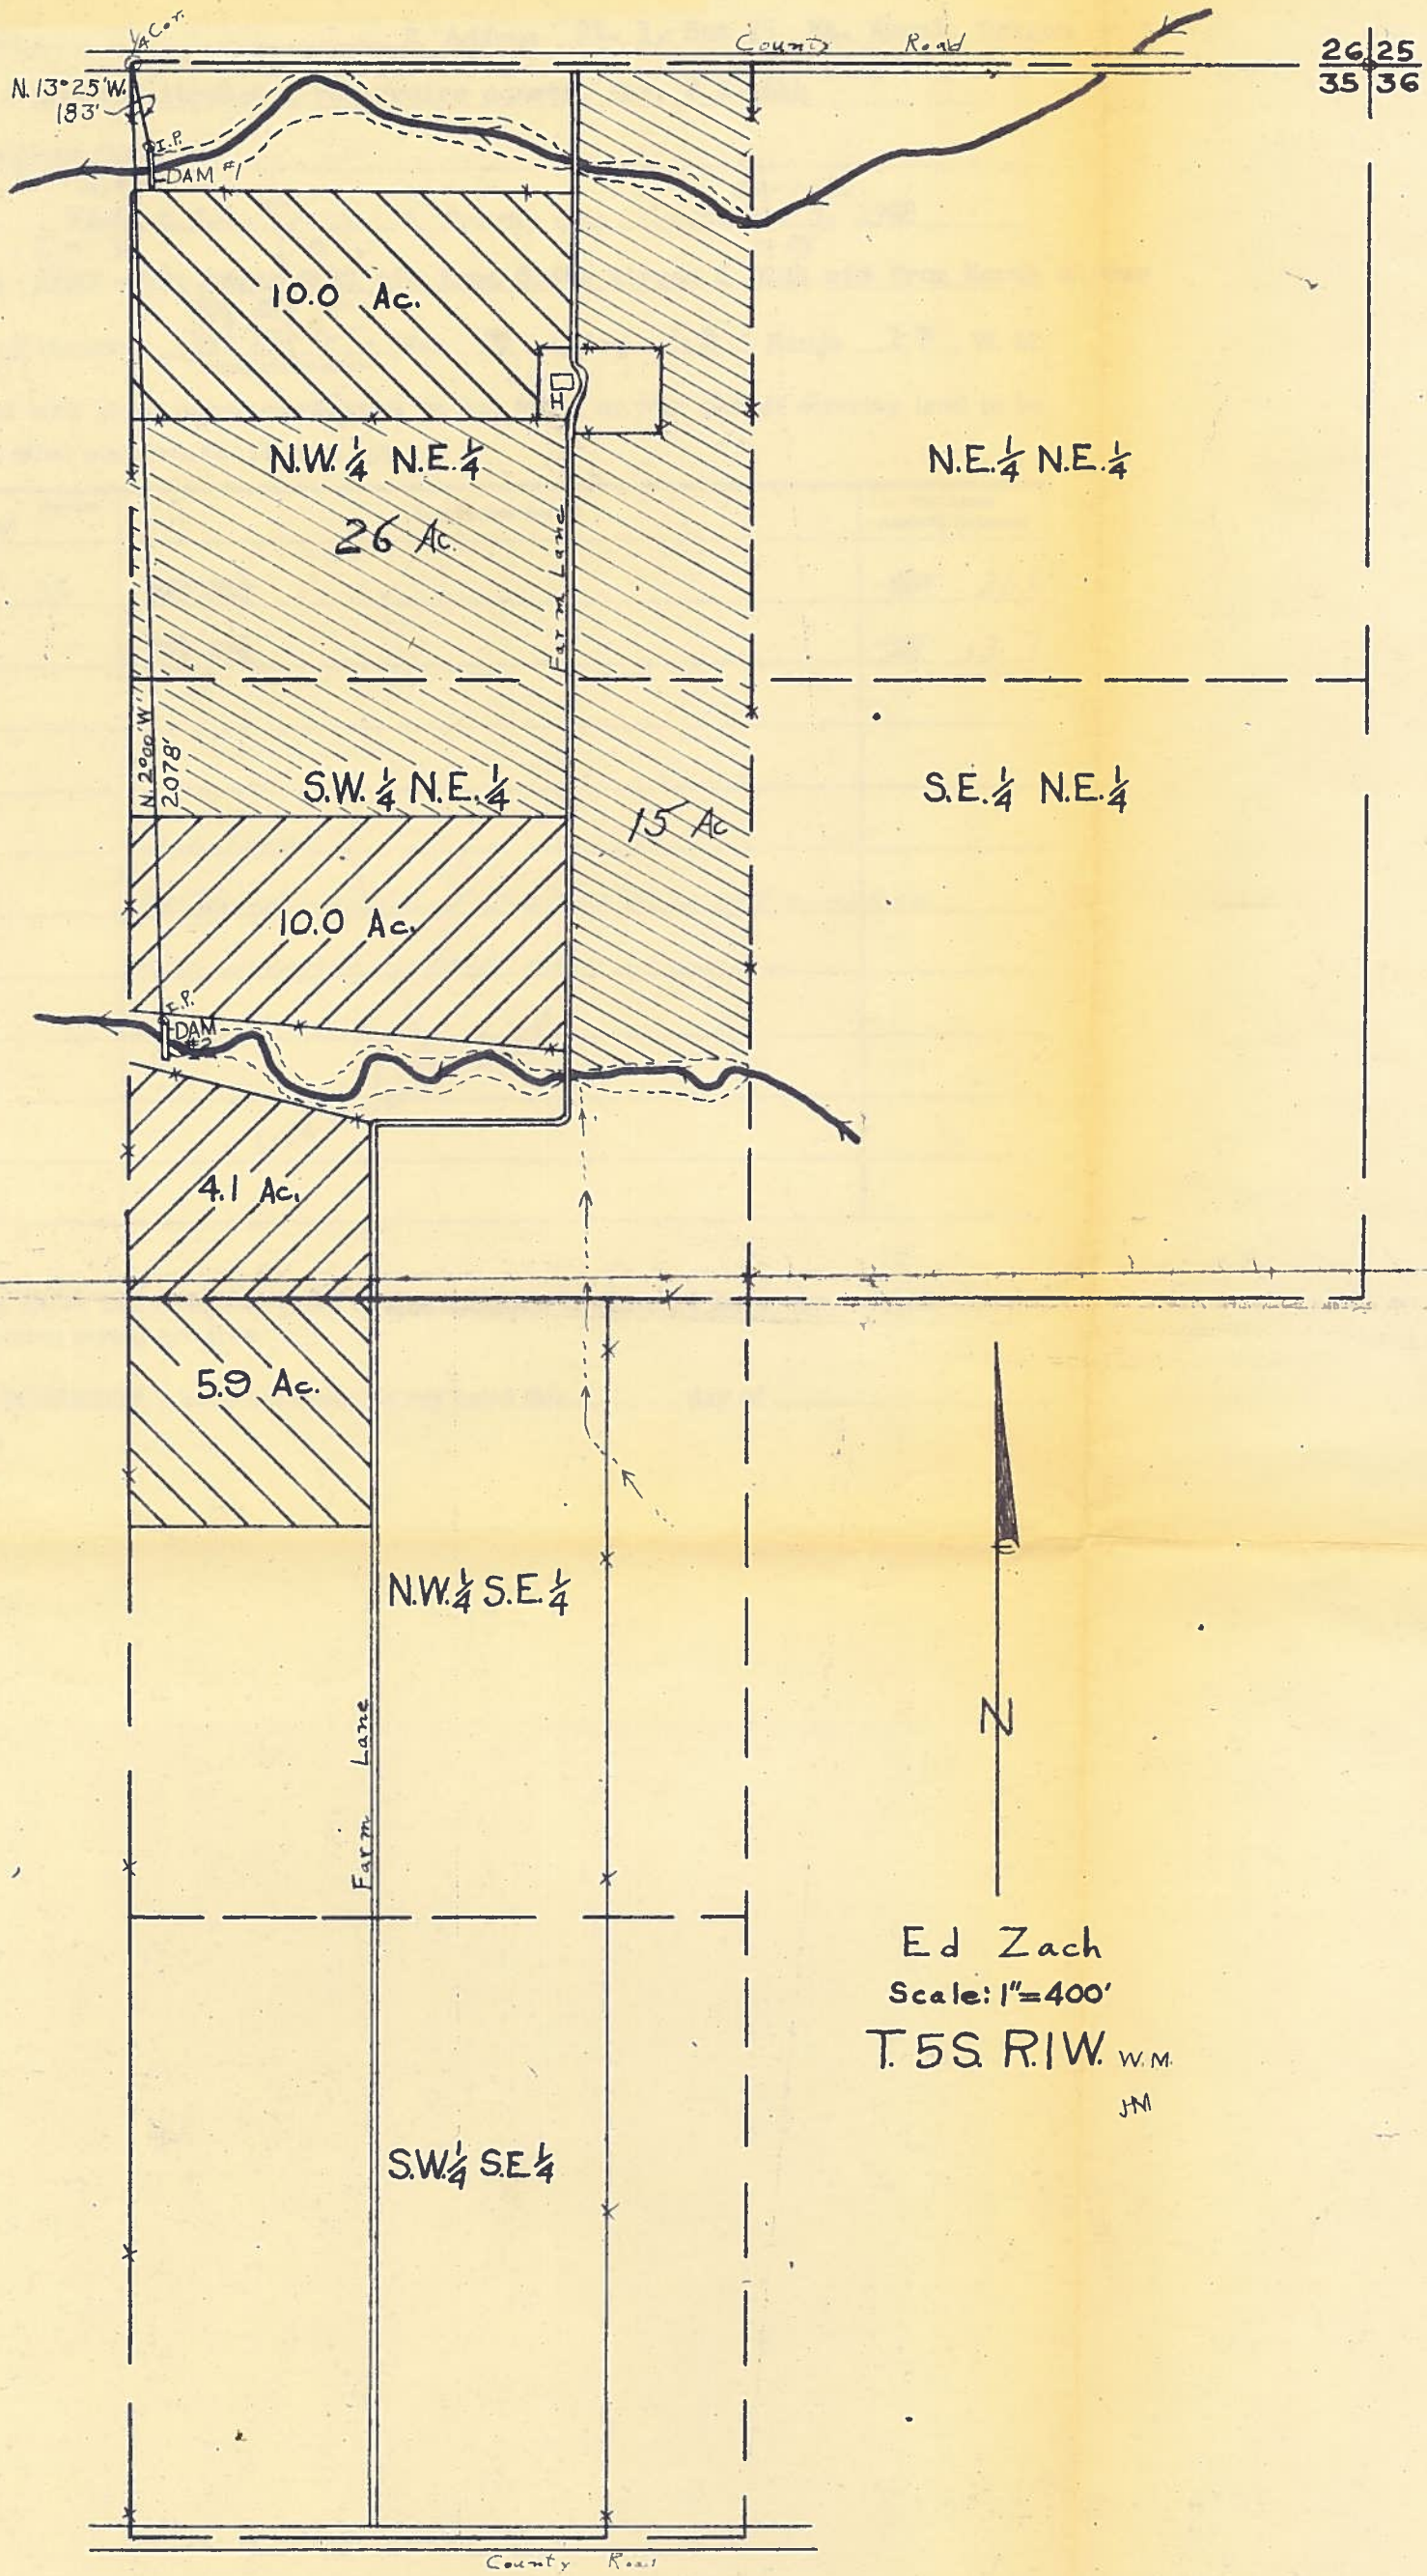 1/4 Cor.
County Road
26 25
35 36
N. 13°25'W.
183'
I.P.
DAM #1
10.0 Ac.
H
N.W. 1/4 N.E. 1/4
N.E. 1/4 N.E. 1/4
26 Ac.
Farm Lane
N. 2°00'W
2078'
S.W. 1/4 N.E. 1/4
S.E. 1/4 N.E. 1/4
15 Ac
10.0 Ac.
I.P.
DAM
#2
4.1 Ac.
5.9 Ac.
N.W. 1/4 S.E. 1/4
N
Farm Lane
Ed Zach
Scale: 1"=400'
T. 5S. R.1W. W.M.
JM
S.W. 1/4 S.E 1/4
County Road